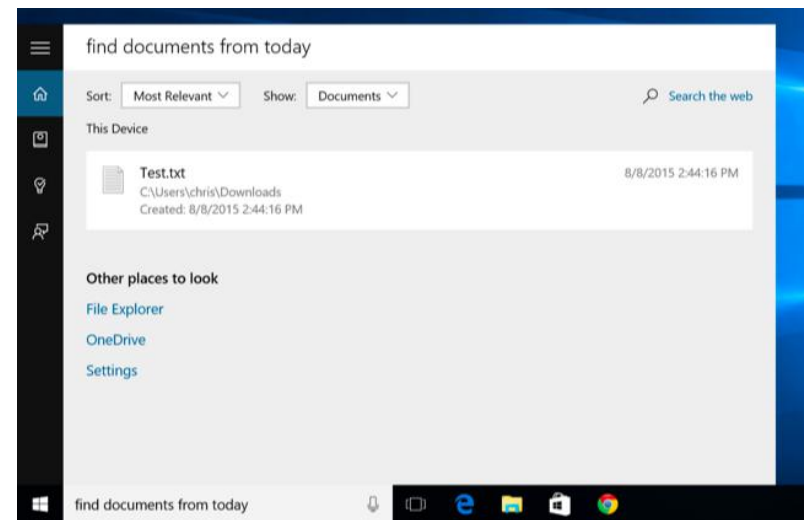 find documents from today
Sort: Most Relevant Show: Documents Search the web
This Device
Test.txt 8/8/2015 2:44:16 PM
C:\Users\chris\Downloads
Created: 8/8/2015 2:44:16 PM
Other places to look
File Explorer
OneDrive
Settings
find documents from today